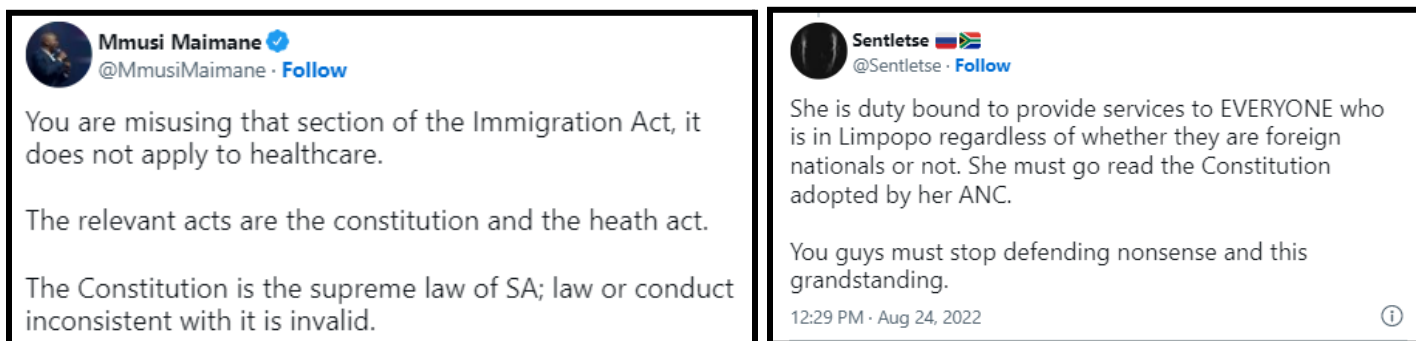 Mmusi Maimane
@MmusiMaimane · Follow
You are misusing that section of the Immigration Act, it
does not apply to healthcare.
The relevant acts are the constitution and the heath act.
The Constitution is the supreme law of SA; law or conduct
inconsistent with it is invalid.
Sentletse
@Sentletse · Follow
She is duty bound to provide services to EVERYONE who
is in Limpopo regardless of whether they are foreign
nationals or not. She must go read the Constitution
adopted by her ANC.
You guys must stop defending nonsense and this
grandstanding.
12:29 PM · Aug 24, 2022